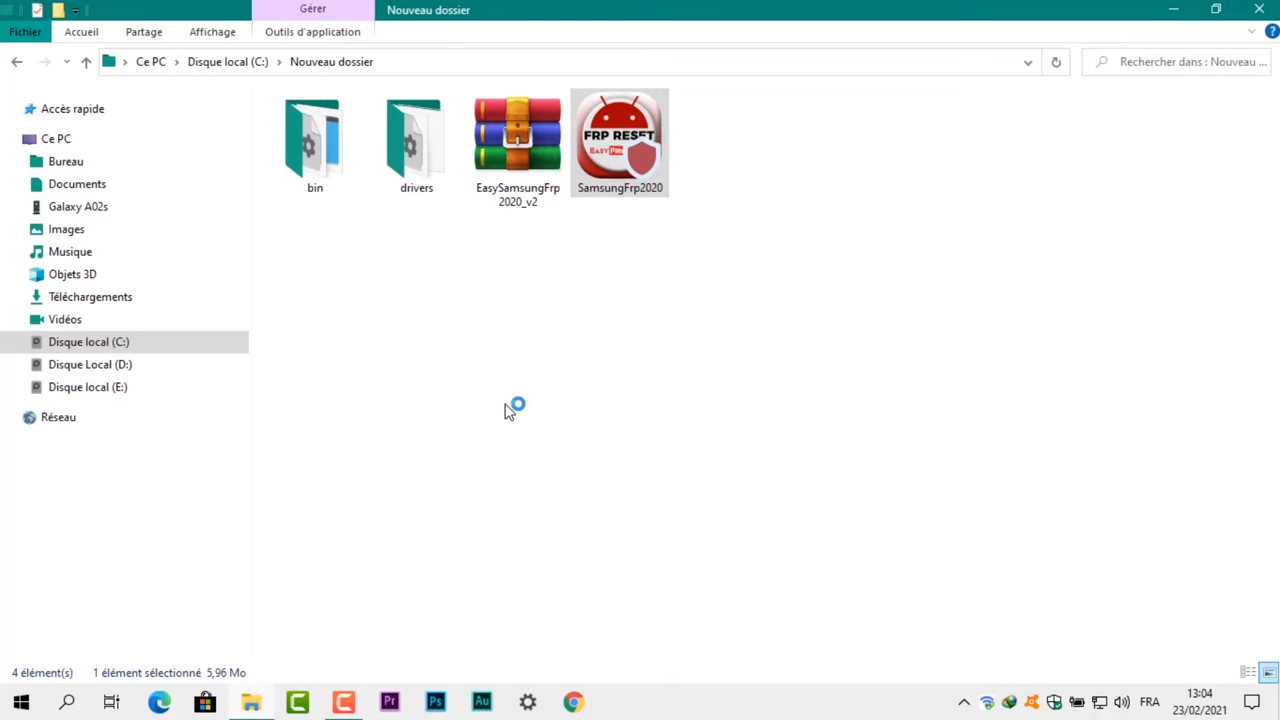 Gérer
Nouveau dossier
Fichier
Accueil
Partage
Affichage
Outils d'application
Ce PC
Disque local (C:)
Nouveau dossier
Rechercher dans : Nouveau ...
Accès rapide
Ce PC
Bureau
Documents
Galaxy A02s
Images
Musique
Objets 3D
Téléchargements
Vidéos
Disque local (C:)
Disque Local (D:)
Disque local (E:)
Réseau
bin
drivers
EasySamsungFrp
2020_v2
FRP RESET
SamsungFrp2020
4 élément(s)
1 élément sélectionné 5,96 Mo
Pr
Ps
Au
FRA
13:04
23/02/2021